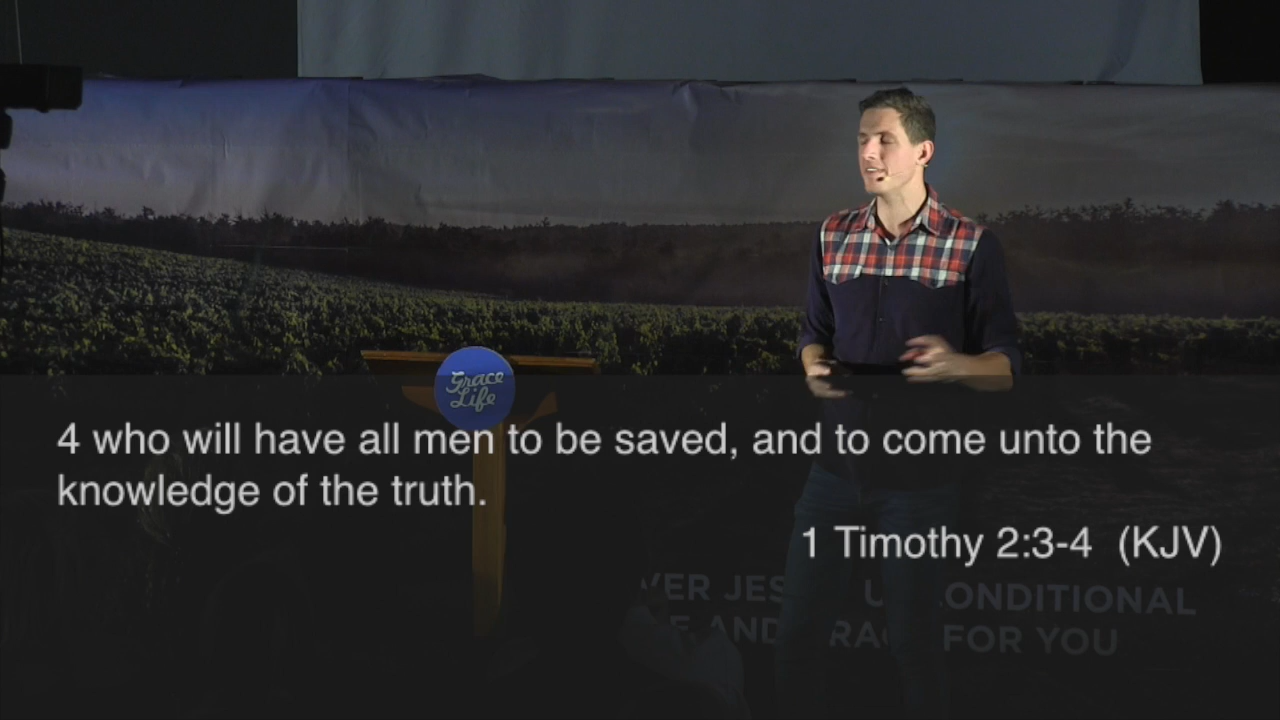 Grace
Life
4 who will have all men to be saved, and to come unto the
knowledge of the truth.
1 Timothy 2:3-4 (KJV)
FOR YOU